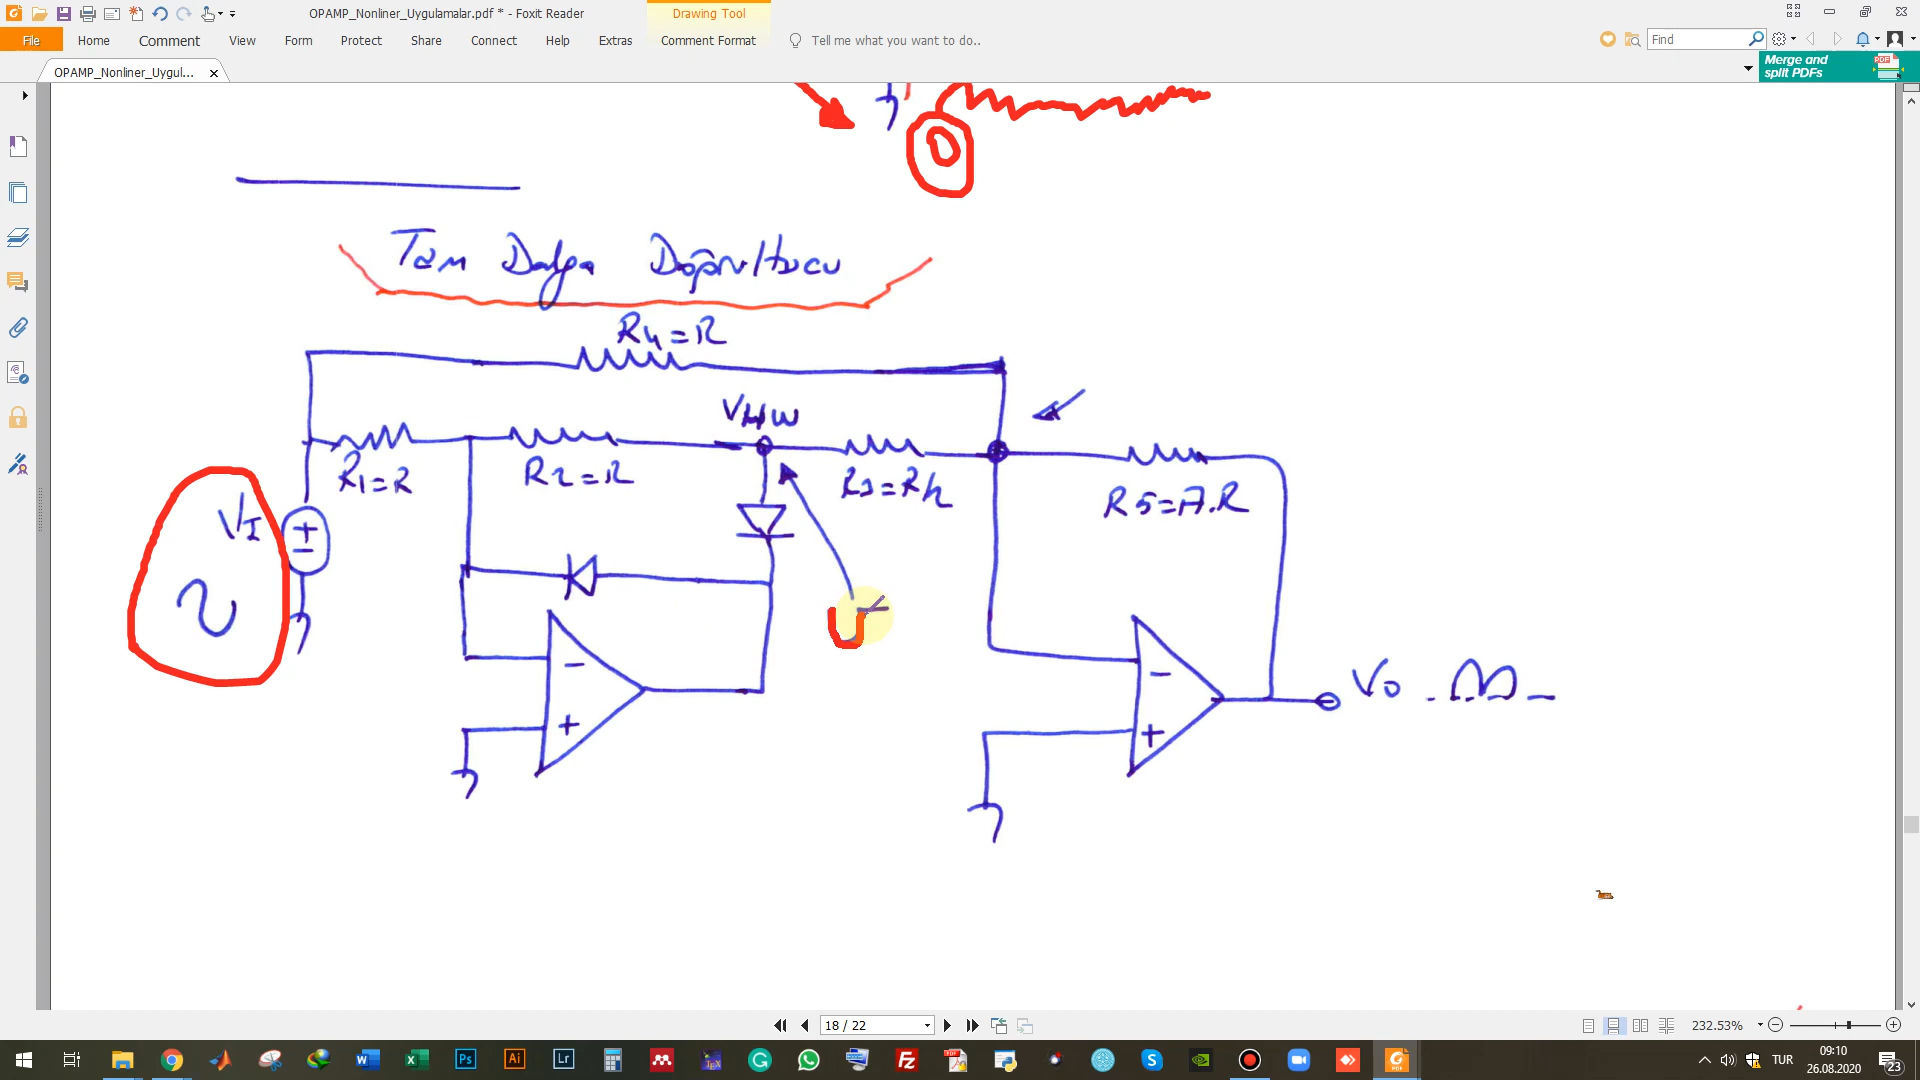 OPAMP_Nonliner_Uygulamalar.pdf * - Foxit Reader
Drawing Tool
File Home Comment View Form Protect Share Connect Help Extras Comment Format Tell me what you want to do.. Find
OPAMP_Nonliner_Uygul...
Merge and split PDFs
Tam Dalga Doğrultucu
R4=R
VHW
R1=R R2=R R3=R/2 R5=A.R
VI
+
-
-
+
-
+
Vo
18 / 22
232.53%
TUR
09:10
26.08.2020
23